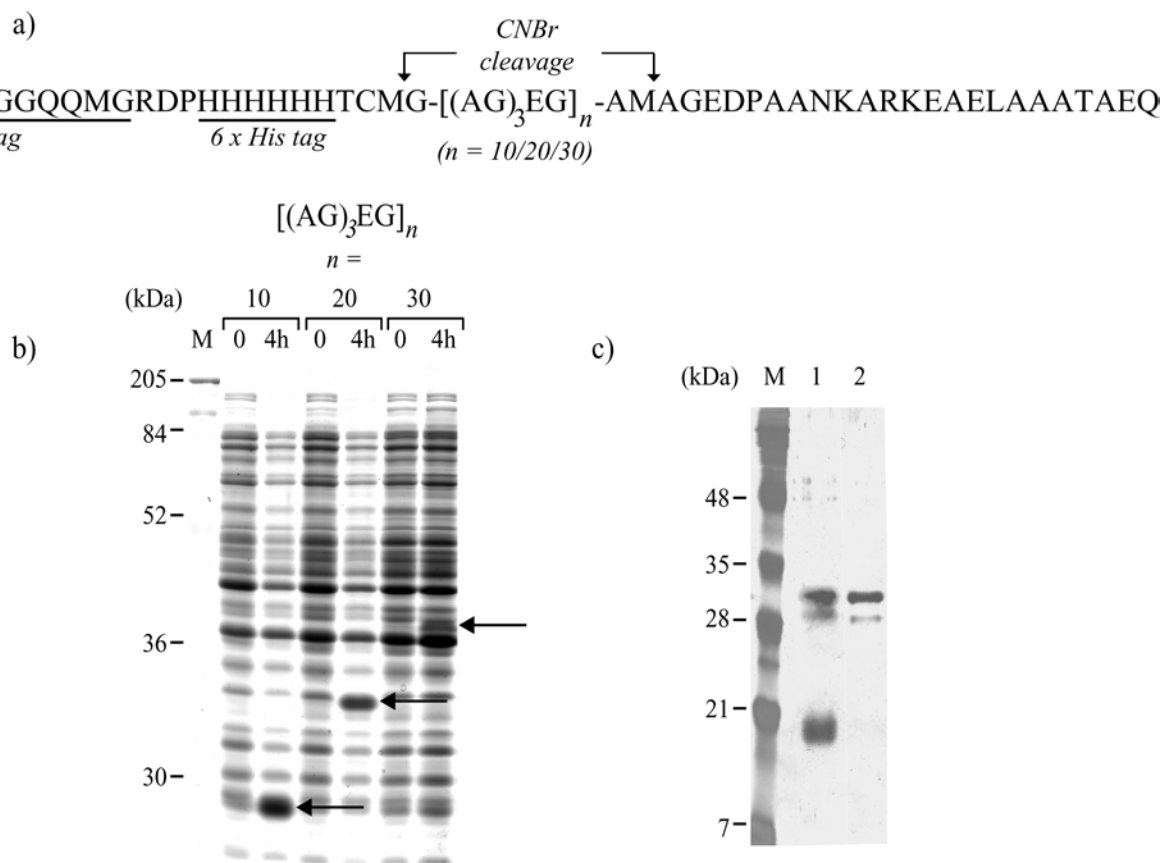 a)
CNBr
cleavage
GGQQMGRDPHHHHHHTCMG-[(AG)3EG]n-AMAGEDPAANKARKEAELAAATAEQ
ag
6 x His tag
(n = 10/20/30)
[(AG)3EG]n
n =
(kDa) 10 20 30
b)
M 0 4h 0 4h 0 4h
205
84
52
36
30
c)
(kDa) M 1 2
48
35
28
21
7